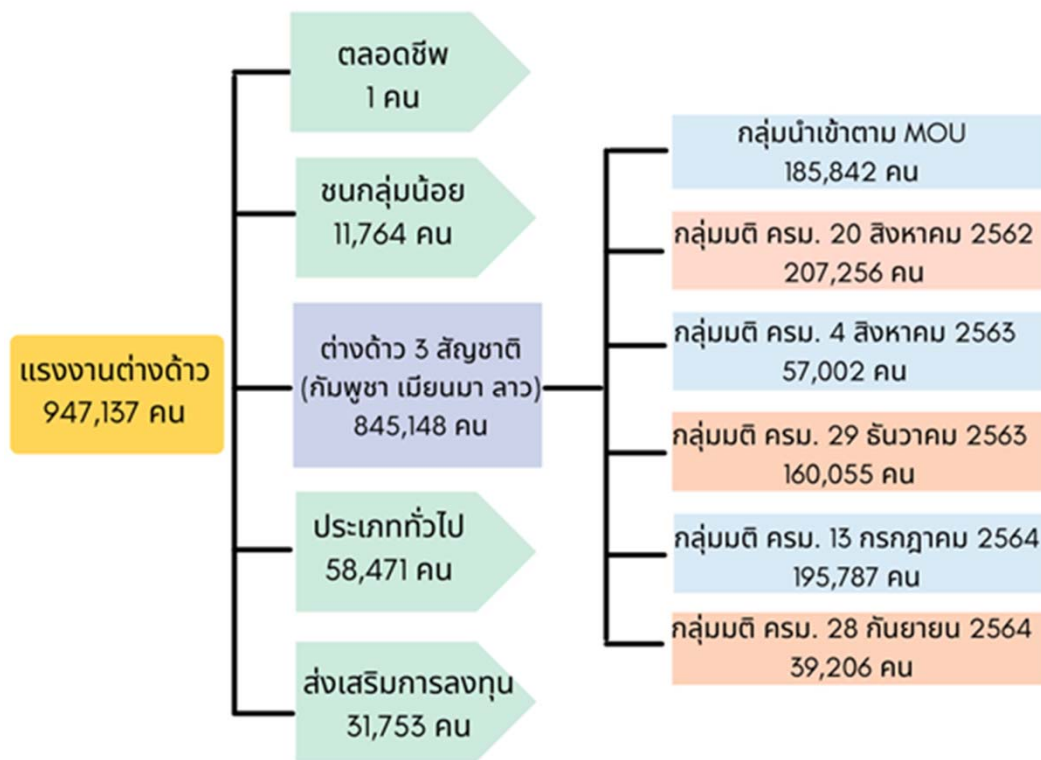 แรงงานต่างด้าว
947,137 คน
ตลอดชีพ
1 คน
ชนกลุ่มน้อย
11,764 คน
ต่างด้าว 3 สัญชาติ
(กัมพูชา เมียนมา ลาว)
845,148 คน
ประเภททั่วไป
58,471 คน
ส่งเสริมการลงทุน
31,753 คน
กลุ่มนำเข้าตาม MOU
185,842 คน
กลุ่มมติ ครม. 20 สิงหาคม 2562
207,256 คน
กลุ่มมติ ครม. 4 สิงหาคม 2563
57,002 คน
กลุ่มมติ ครม. 29 ธันวาคม 2563
160,055 คน
กลุ่มมติ ครม. 13 กรกฎาคม 2564
195,787 คน
กลุ่มมติ ครม. 28 กันยายน 2564
39,206 คน